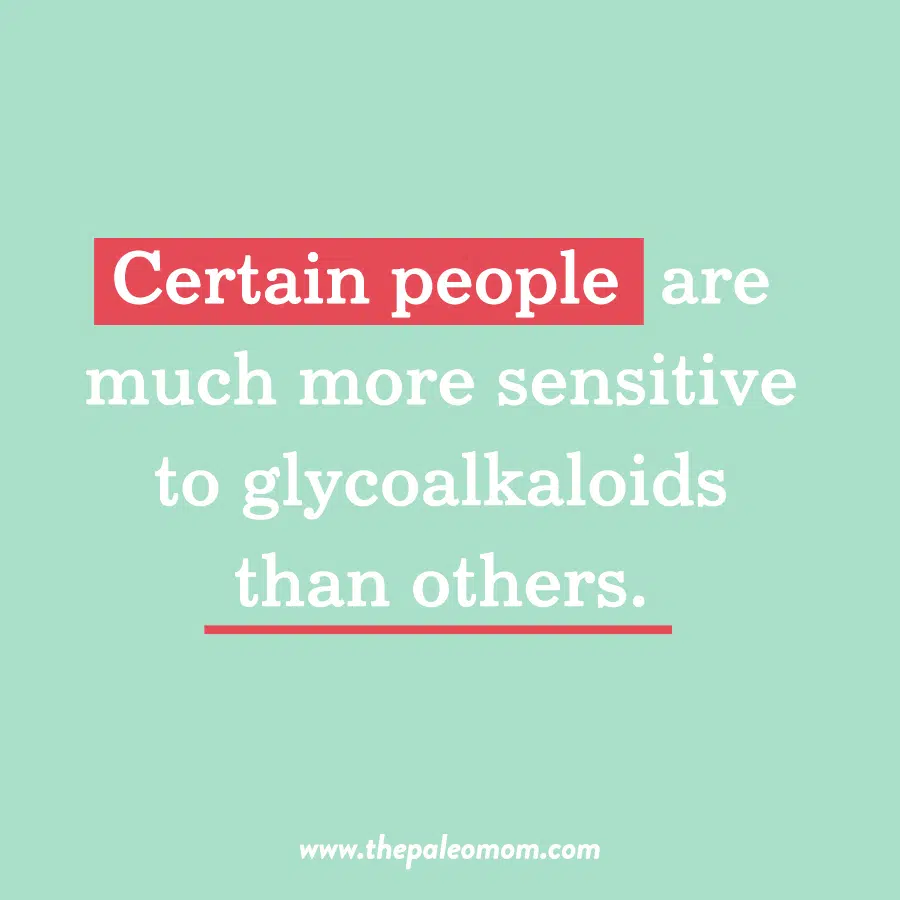 Certain people are
much more sensitive
to glycoalkaloids
than others.
www.thepaleomom.com